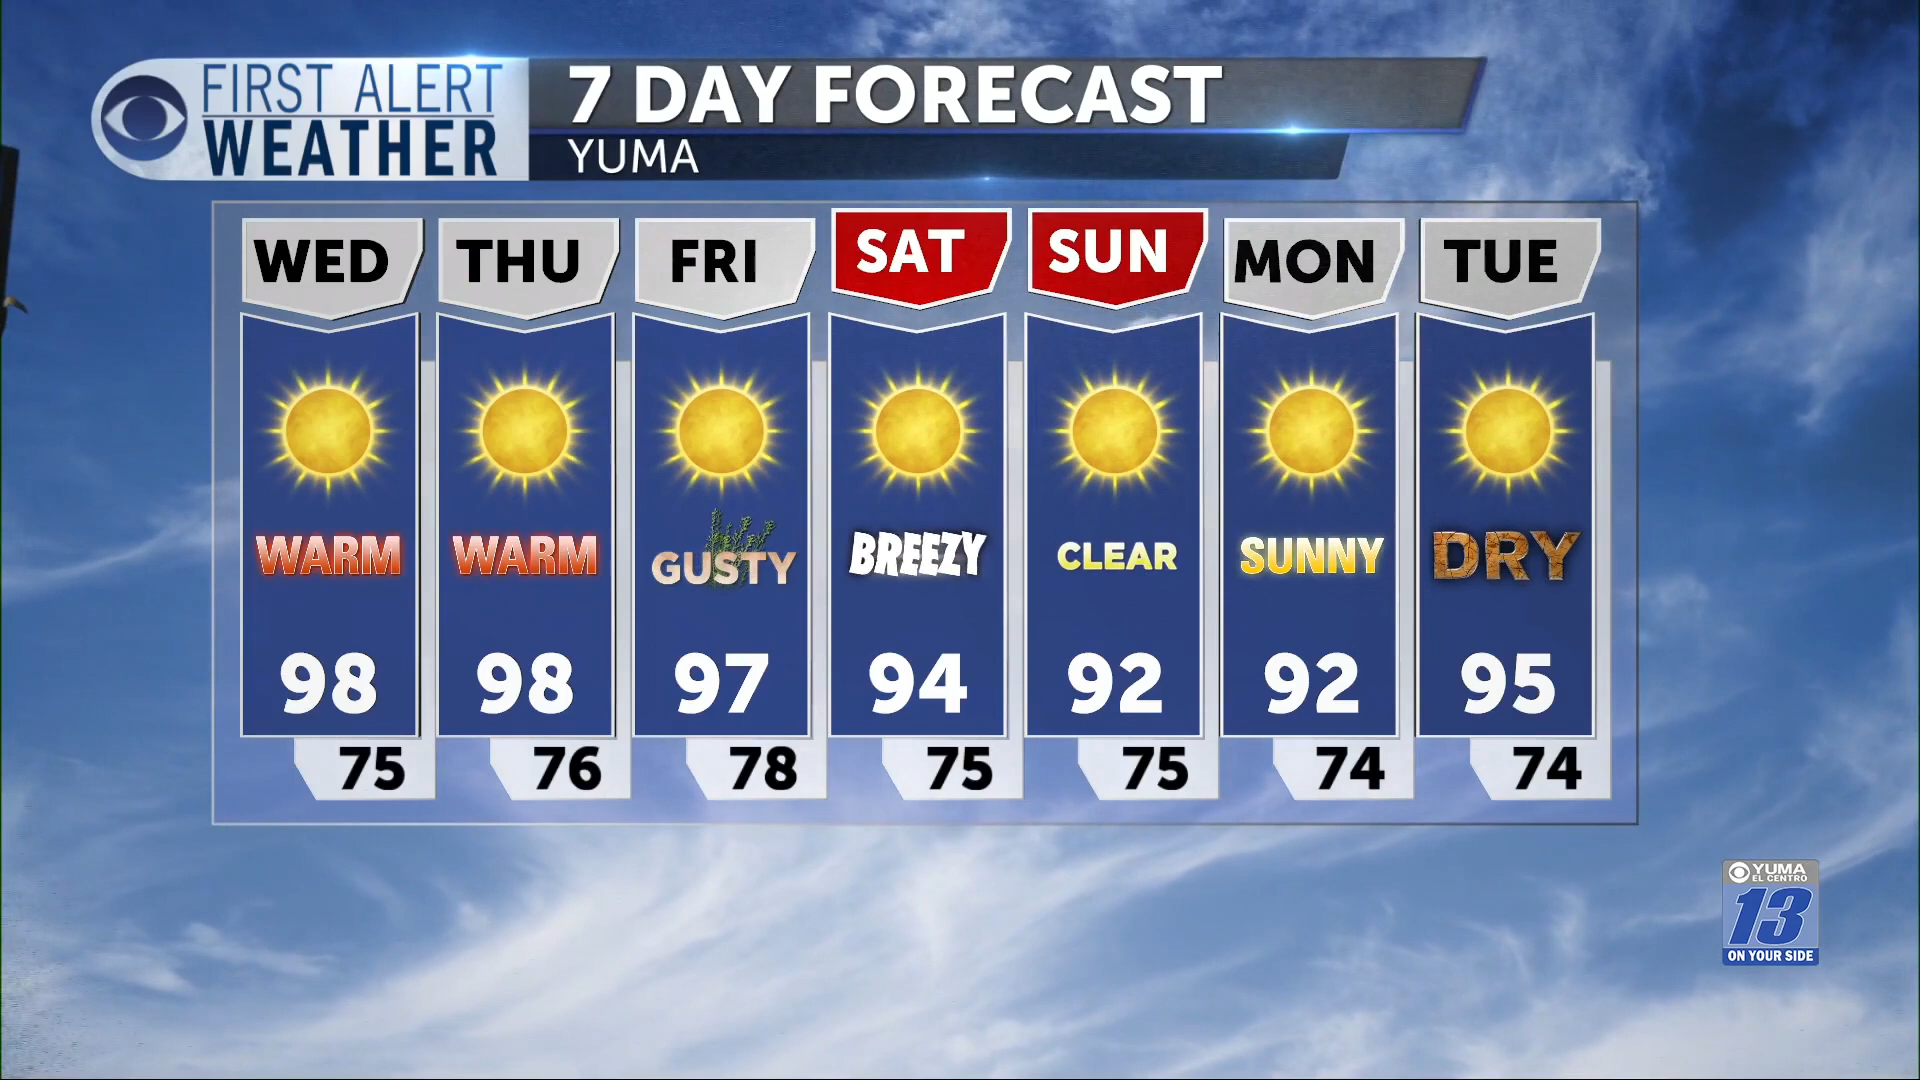 FIRST ALERT
WEATHER
7 DAY FORECAST
YUMA
WED THU FRI SAT SUN MON TUE
WARM WARM GUSTY BREEZY CLEAR SUNNY DRY
98 98 97 94 92 92 95
75 76 78 75 75 74 74
YUMA
EL CENTRO
13
ON YOUR SIDE